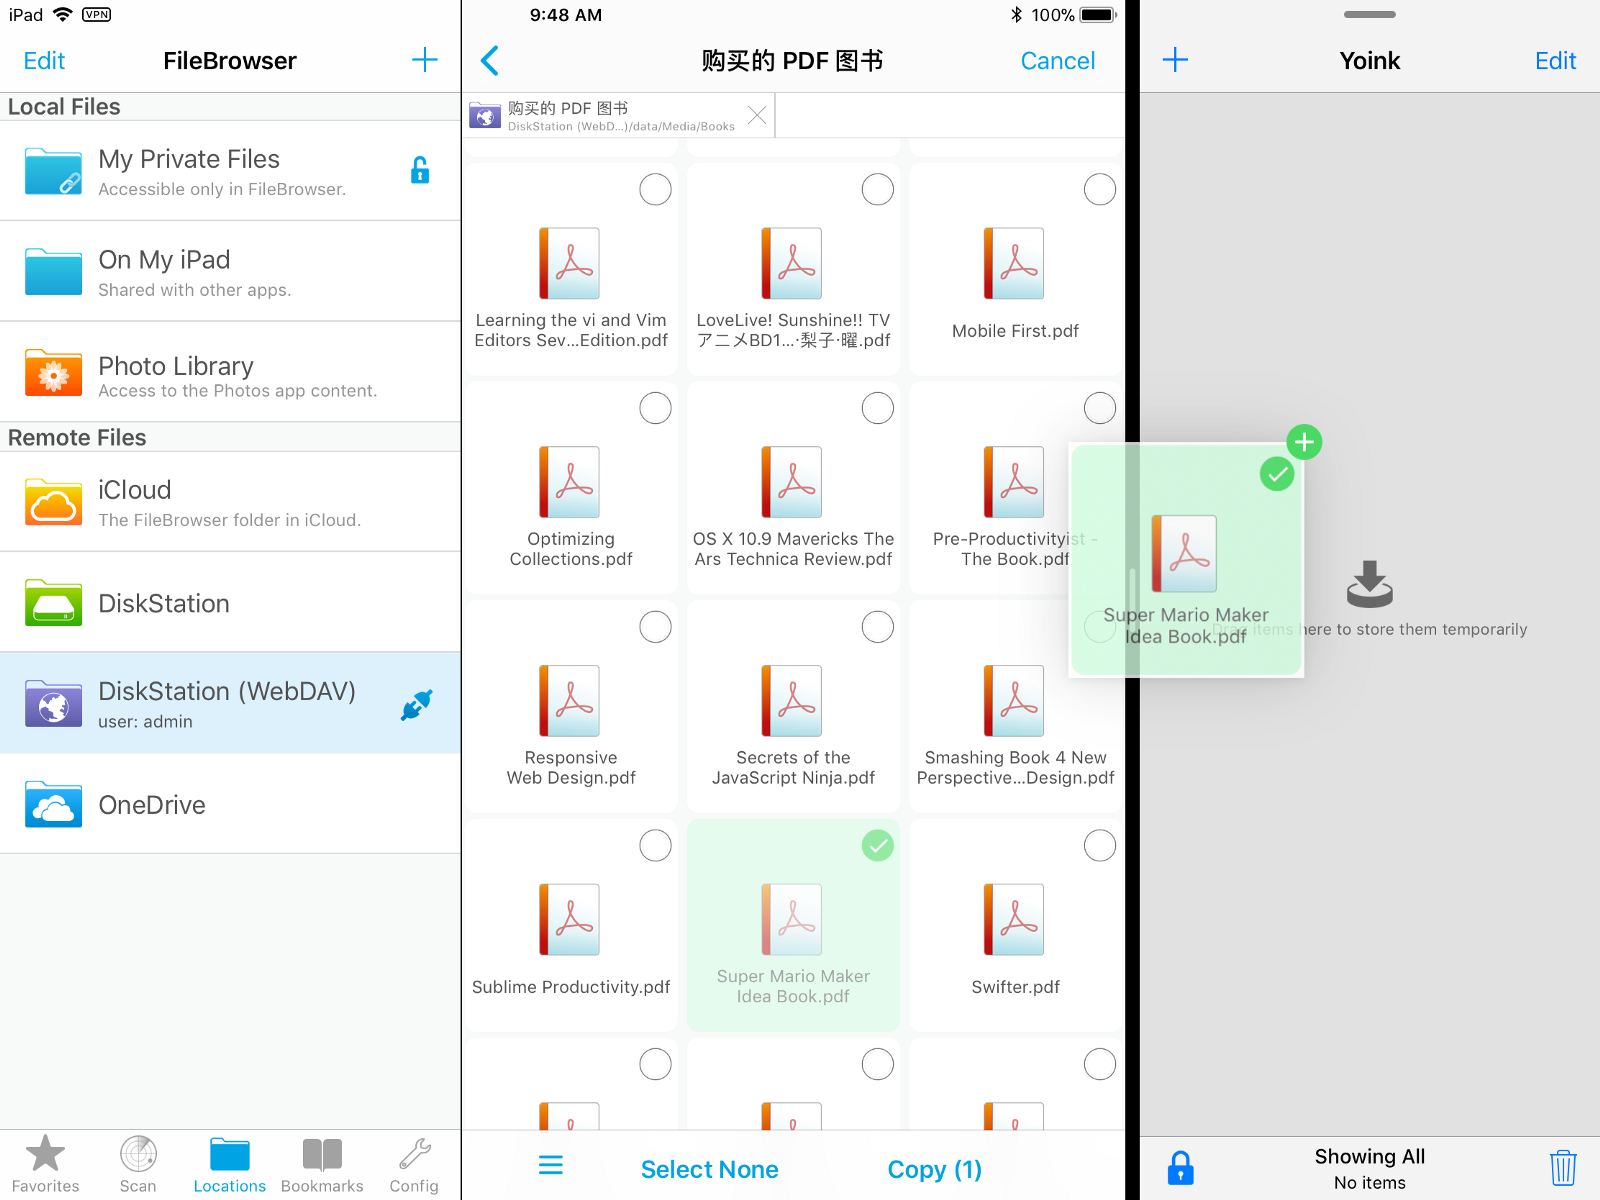 iPad VPN
9:48 AM
100%
Edit
FileBrowser
Local Files
My Private Files
Accessible only in FileBrowser.
On My iPad
Shared with other apps.
Photo Library
Access to the Photos app content.
Remote Files
iCloud
The FileBrowser folder in iCloud.
DiskStation
DiskStation (WebDAV)
user: admin
OneDrive
Favorites
Scan
Locations
Bookmarks
Config
购买的 PDF 图书
Cancel
购买的 PDF 图书
DiskStation (WebD...)/data/Media/Books
Learning the vi and Vim
Editors Sev...Edition.pdf
LoveLive! Sunshine!! TV
アニメBD1...·梨子·曜.pdf
Mobile First.pdf
Optimizing
Collections.pdf
OS X 10.9 Mavericks The
Ars Technica Review.pdf
Pre-Productivityist -
The Book.pdf
Responsive
Web Design.pdf
Secrets of the
JavaScript Ninja.pdf
Smashing Book 4 New
Perspective...Design.pdf
Sublime Productivity.pdf
Super Mario Maker
Idea Book.pdf
Swifter.pdf
Select None
Copy (1)
Yoink
Edit
Super Mario Maker
Idea Book.pdf
Drag items here to store them temporarily
Showing All
No items